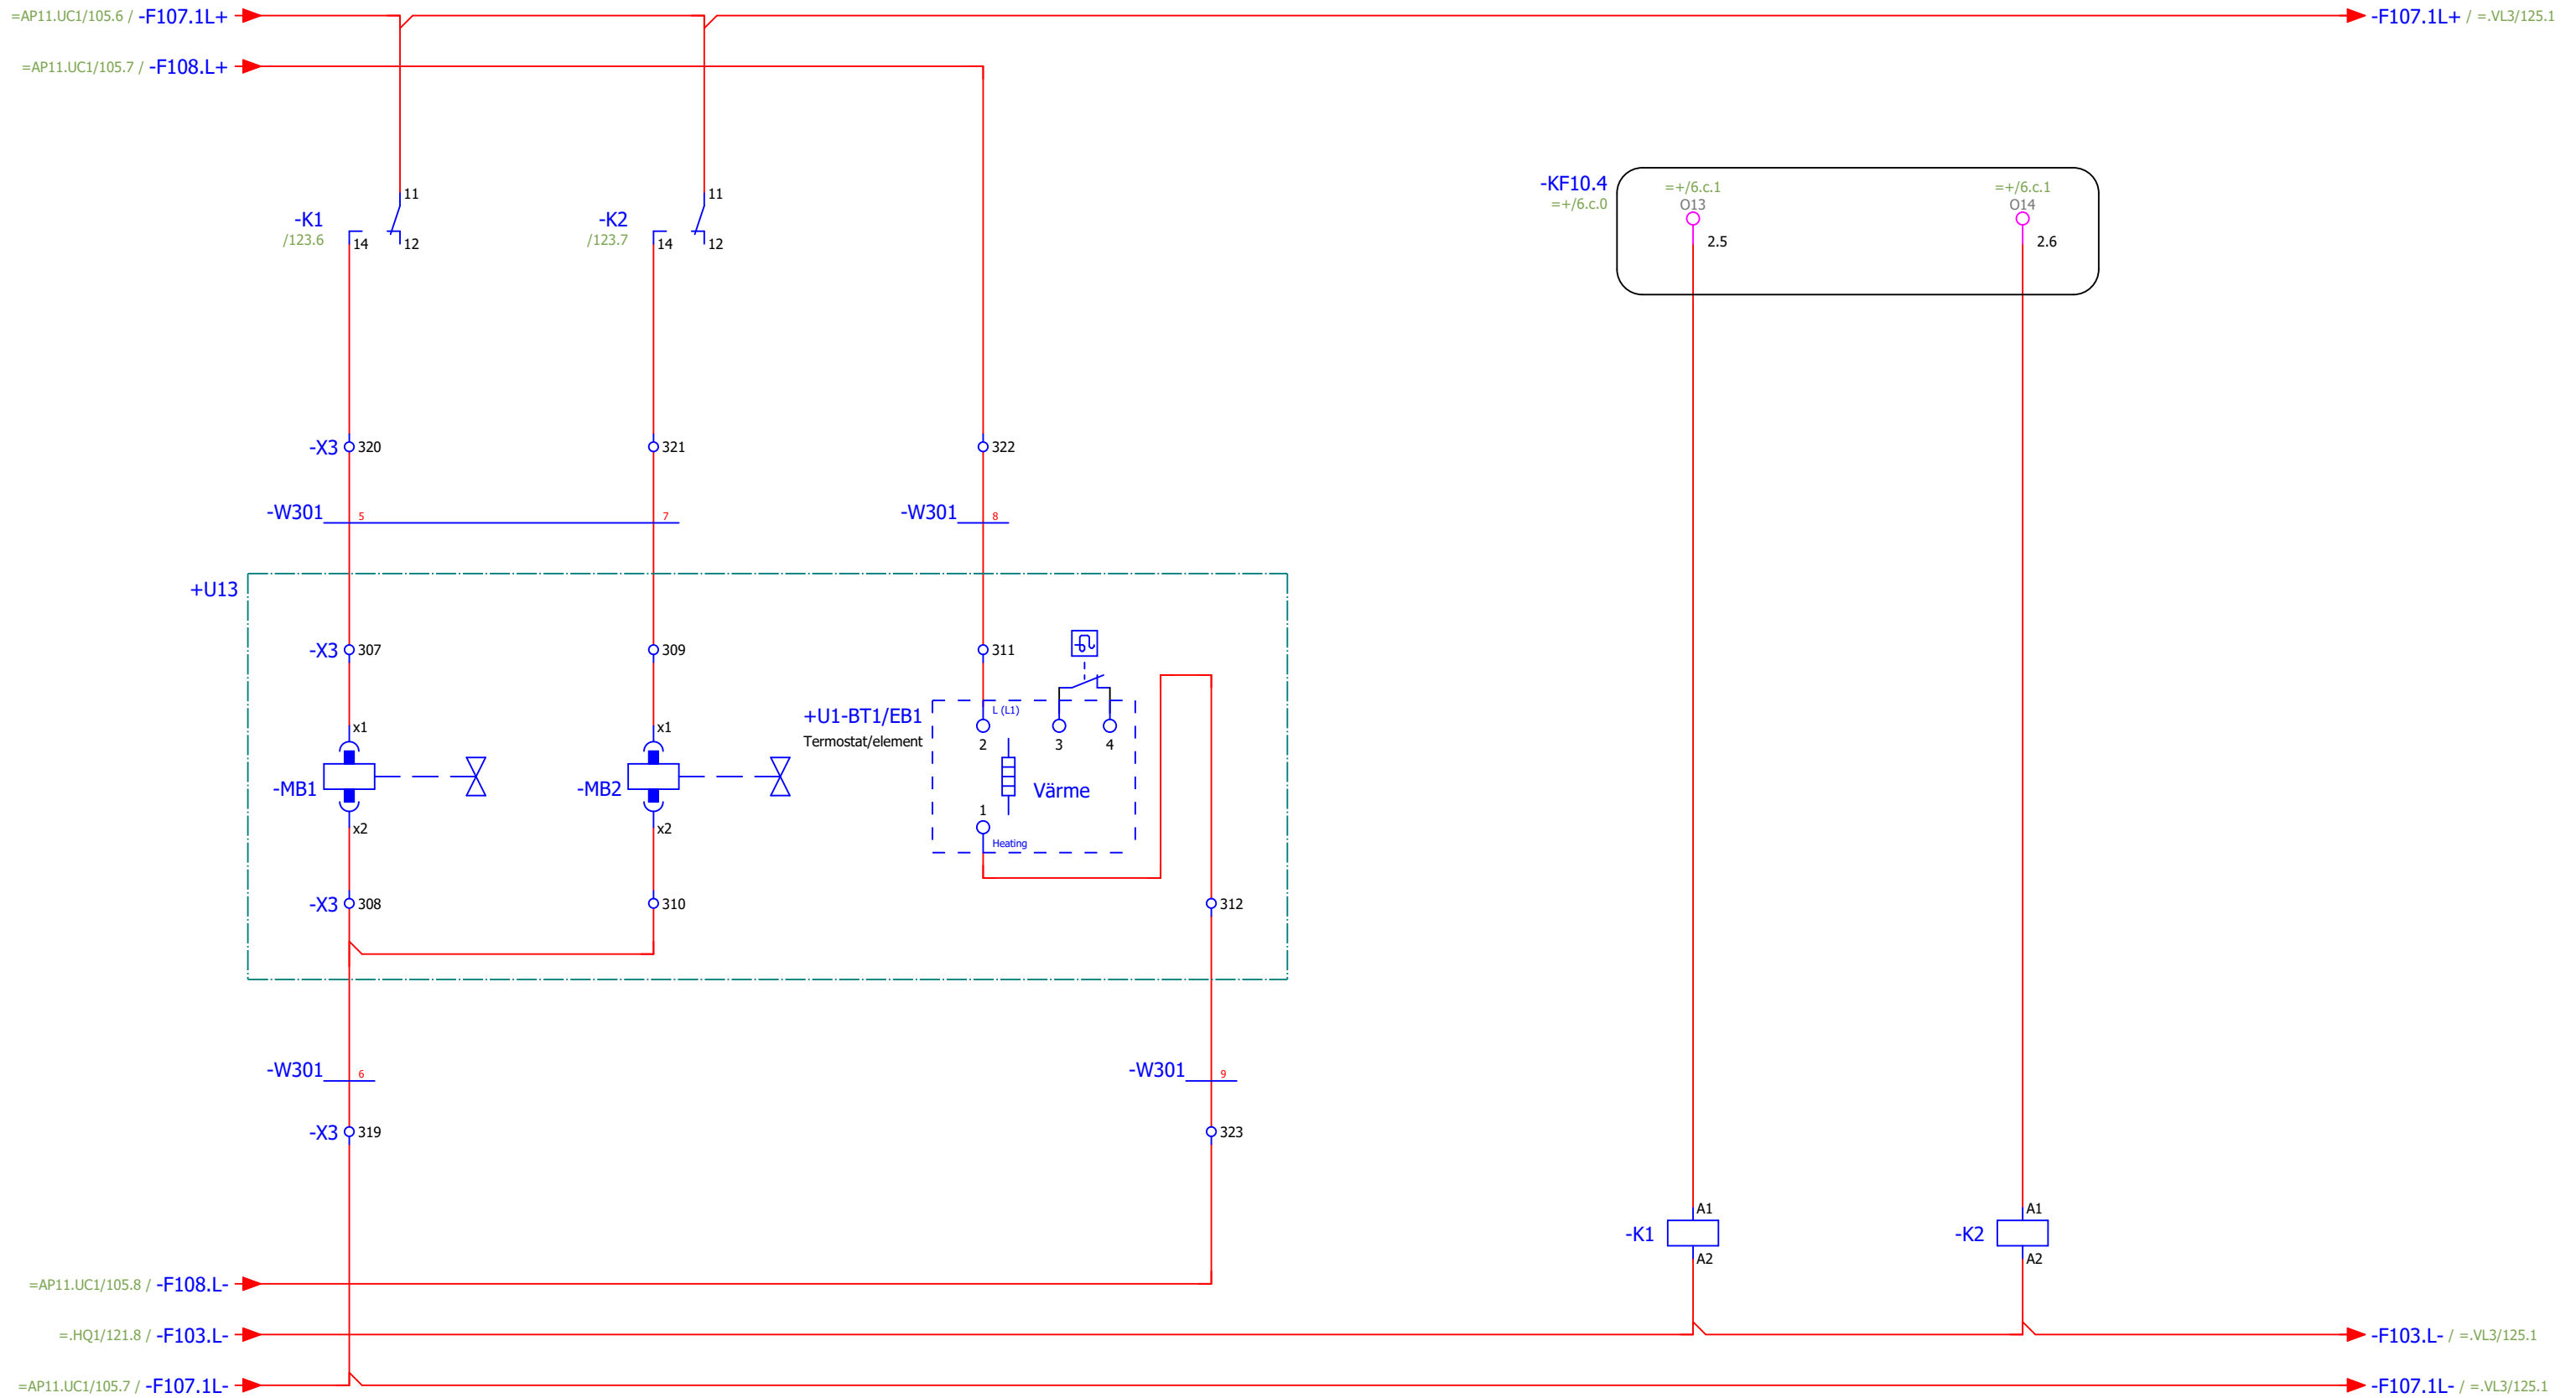 =AP11.UC1/105.6 / -F107.1L+
-F107.1L+ / =.VL3/125.1
=AP11.UC1/105.7 / -F108.L+
-K1
/123.6
11
14
12
-K2
/123.7
11
14
12
-KF10.4
=+/6.c.0
=+/6.c.1
O13
2.5
=+/6.c.1
O14
2.6
-X3
320
321
322
-W301
5
7
-W301
8
+U13
-X3
307
309
311
+U1-BT1/EB1
Termostat/element
L (L1)
2
3
4
Värme
1
Heating
x1
-MB1
x2
x1
-MB2
x2
-X3
308
310
312
-W301
6
-W301
9
-X3
319
323
-K1
A1
A2
-K2
A1
A2
=AP11.UC1/105.8 / -F108.L-
=.HQ1/121.8 / -F103.L-
-F103.L- / =.VL3/125.1
=AP11.UC1/105.7 / -F107.1L-
-F107.1L- / =.VL3/125.1